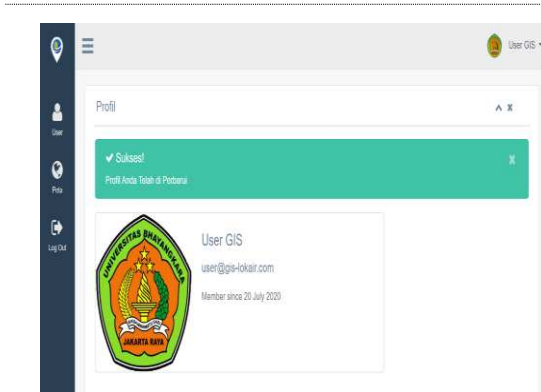 User GIS
Profil
User
Sukses!
Profil Anda Telah di Perbarui
Peta
Log Out
UNIVERSITAS BHAYANGKARA
JAKARTA RAYA
User GIS
user@gis-lokair.com
Member since 20 July 2020